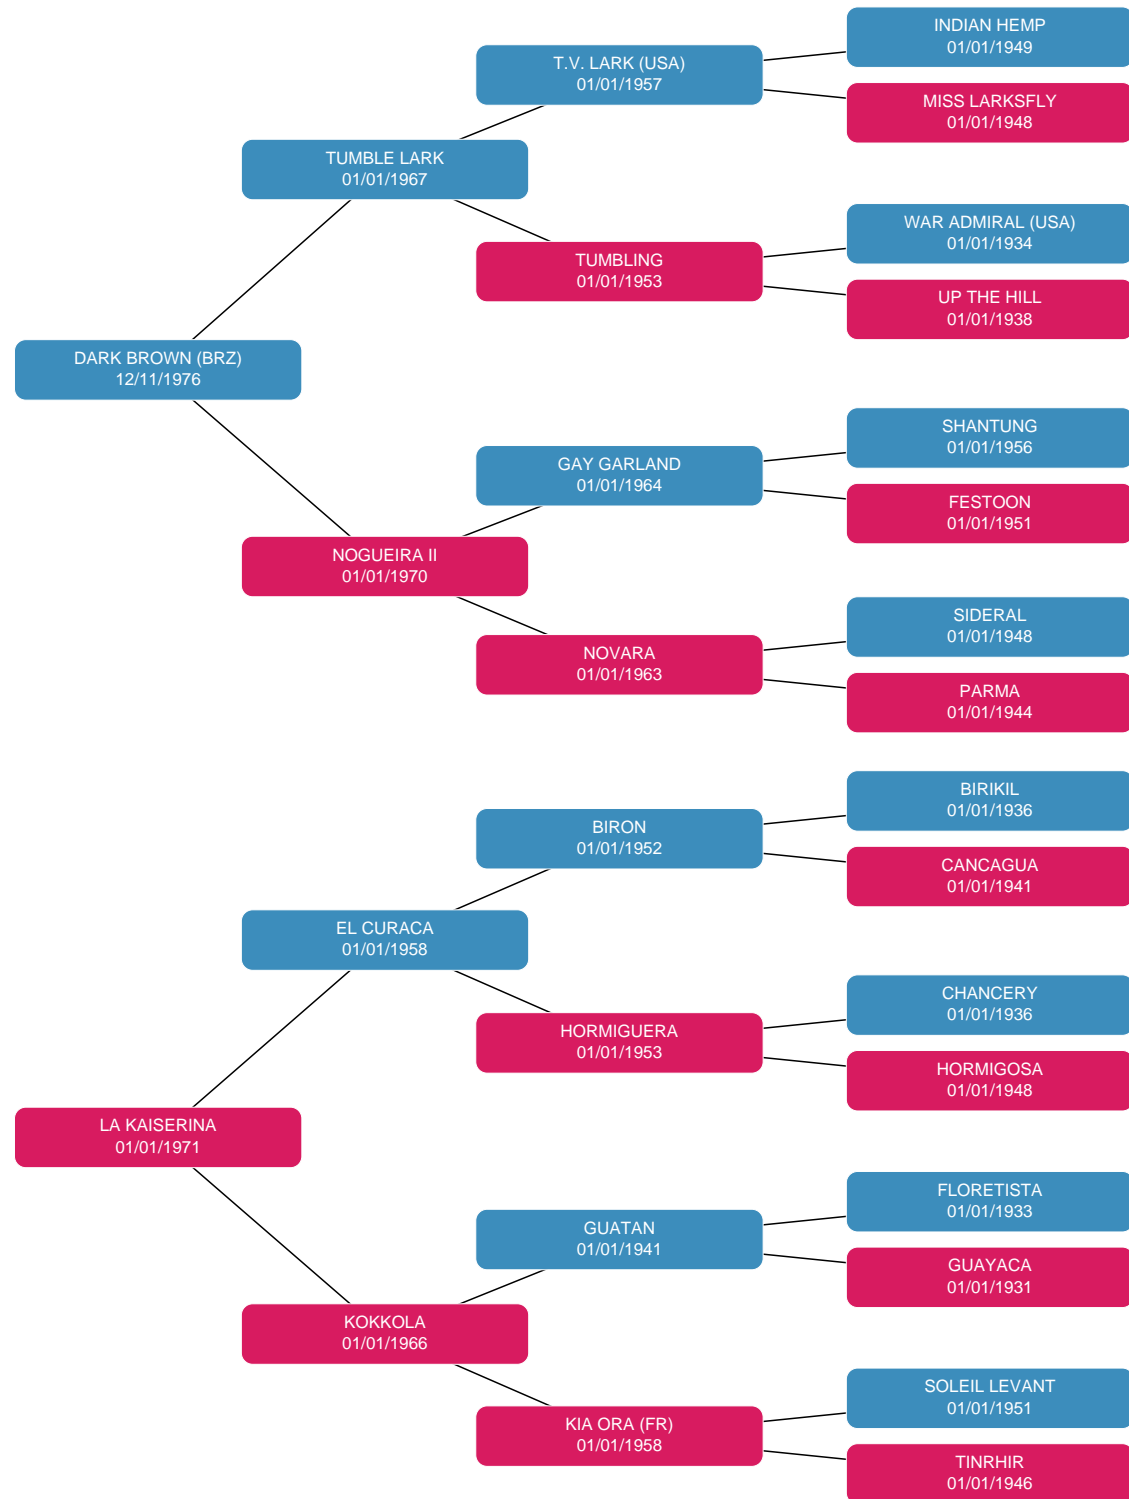 INDIAN HEMP
01/01/1949
T.V. LARK (USA)
01/01/1957
MISS LARKSFLY
01/01/1948
TUMBLE LARK
01/01/1967
WAR ADMIRAL (USA)
01/01/1934
TUMBLING
01/01/1953
UP THE HILL
01/01/1938
DARK BROWN (BRZ)
12/11/1976
SHANTUNG
01/01/1956
GAY GARLAND
01/01/1964
FESTOON
01/01/1951
NOGUEIRA II
01/01/1970
SIDERAL
01/01/1948
NOVARA
01/01/1963
PARMA
01/01/1944
BIRIKIL
01/01/1936
BIRON
01/01/1952
CANCAGUA
01/01/1941
EL CURACA
01/01/1958
CHANCERY
01/01/1936
HORMIGUERA
01/01/1953
HORMIGOSA
01/01/1948
LA KAISERINA
01/01/1971
FLORETISTA
01/01/1933
GUATAN
01/01/1941
GUAYACA
01/01/1931
KOKKOLA
01/01/1966
SOLEIL LEVANT
01/01/1951
KIA ORA (FR)
01/01/1958
TINRHIR
01/01/1946